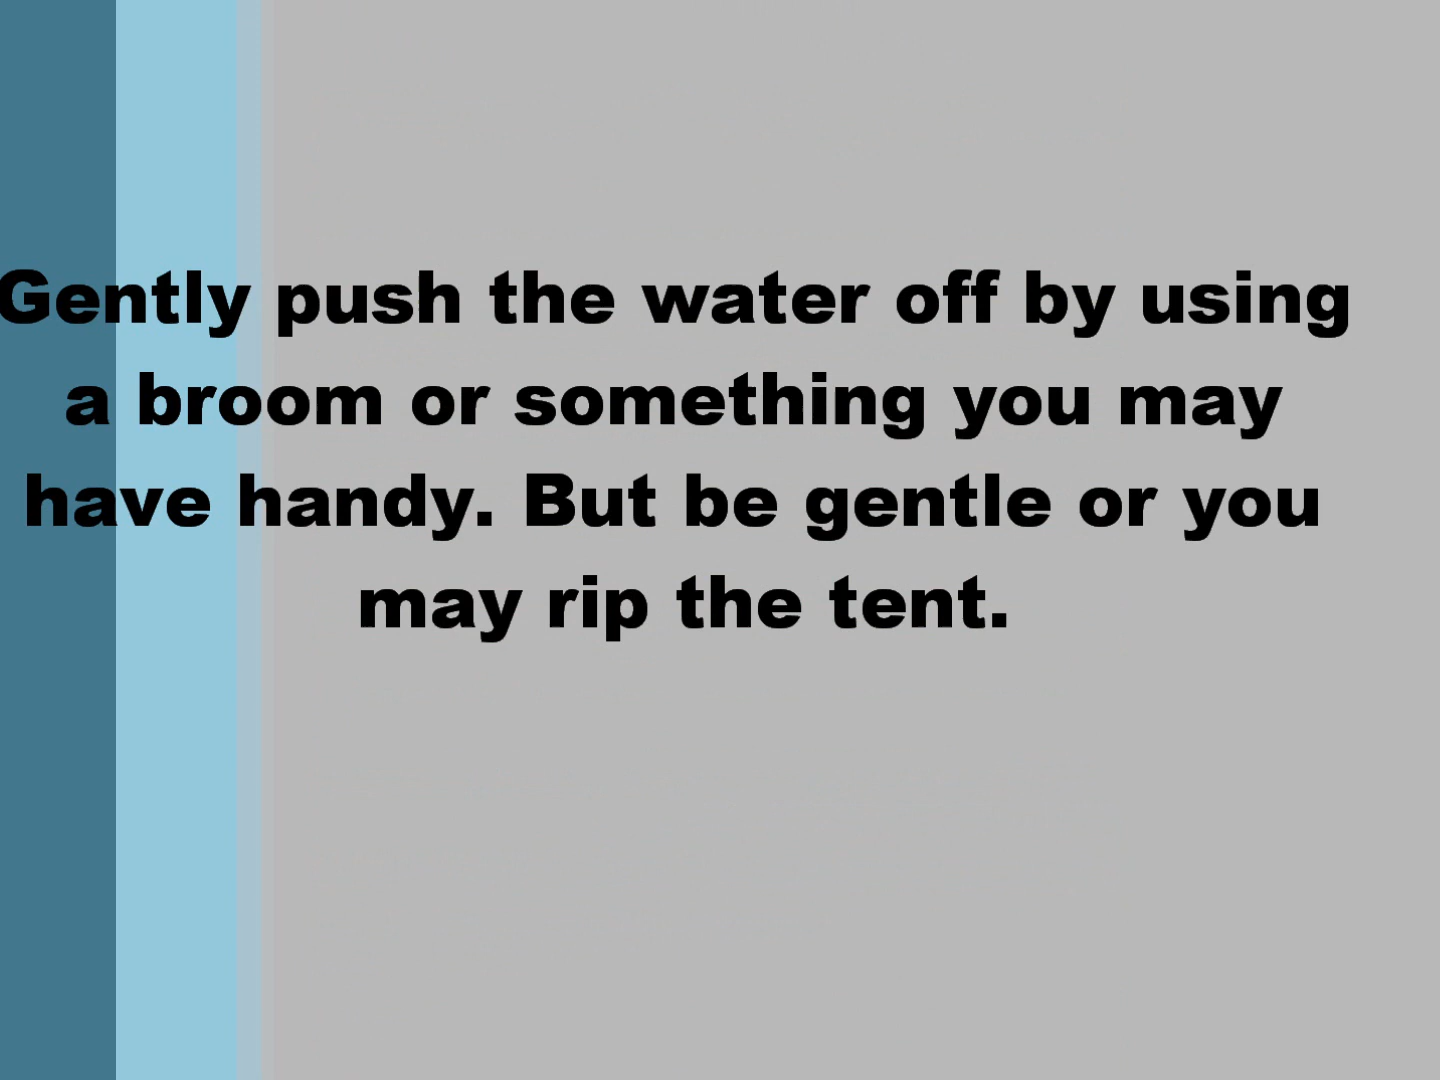 Gently push the water off by using
a broom or something you may
have handy. But be gentle or you
may rip the tent.